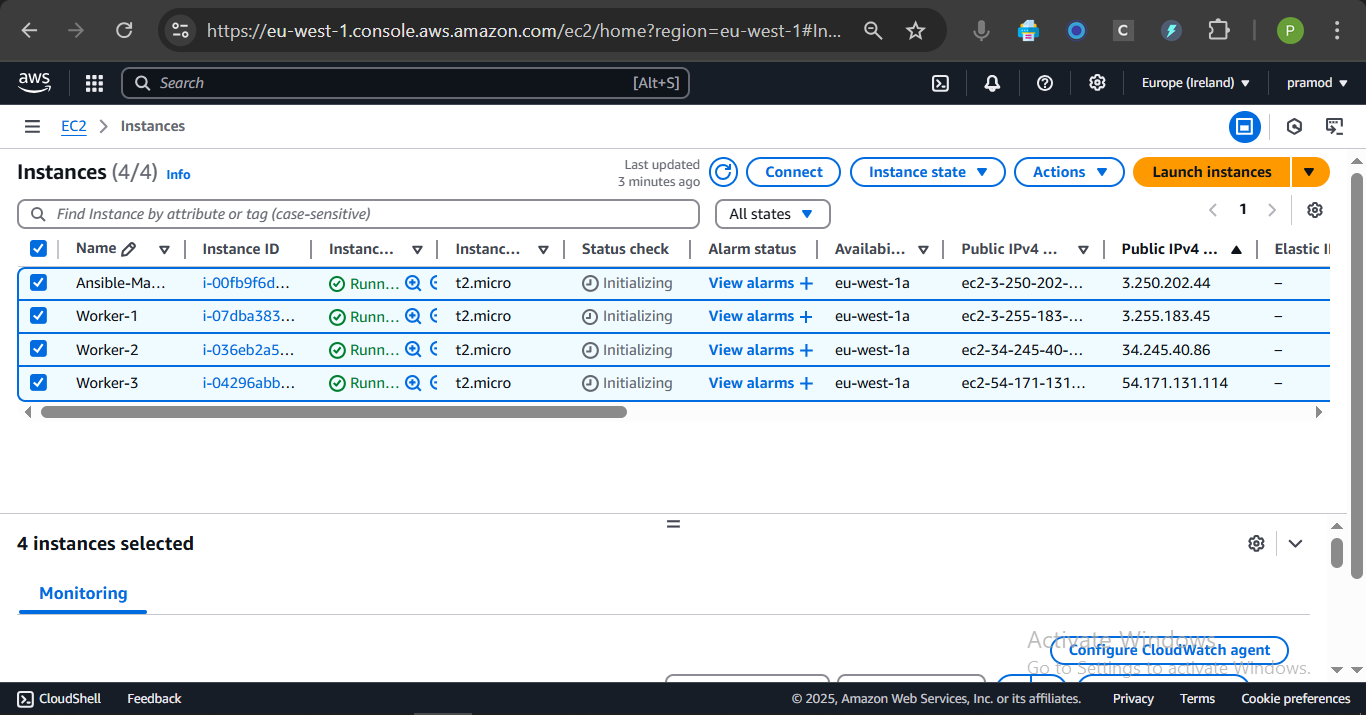 https://eu-west-1.console.aws.amazon.com/ec2/home?region=eu-west-1#In...
C
P
aws
Search [Alt+S]
Europe (Ireland)
pramod
EC2 > Instances
Instances (4/4) Info
Last updated
3 minutes ago
Connect
Instance state
Actions
Launch instances
Find Instance by attribute or tag (case-sensitive)
All states
1
Name Instance ID Instanc... Instanc... Status check Alarm status Availabi... Public IPv4 ... Public IPv4 ... Elastic I
Ansible-Ma... i-00fb9f6d... Runn... t2.micro Initializing View alarms + eu-west-1a ec2-3-250-202-... 3.250.202.44 –
Worker-1 i-07dba383... Runn... t2.micro Initializing View alarms + eu-west-1a ec2-3-255-183-... 3.255.183.45 –
Worker-2 i-036eb2a5... Runn... t2.micro Initializing View alarms + eu-west-1a ec2-34-245-40-... 34.245.40.86 –
Worker-3 i-04296abb... Runn... t2.micro Initializing View alarms + eu-west-1a ec2-54-171-131... 54.171.131.114 –
4 instances selected
Monitoring
Activate Windows
Configure CloudWatch agent
Go to Settings to activate Windows.
CloudShell Feedback © 2025, Amazon Web Services, Inc. or its affiliates. Privacy Terms Cookie preferences